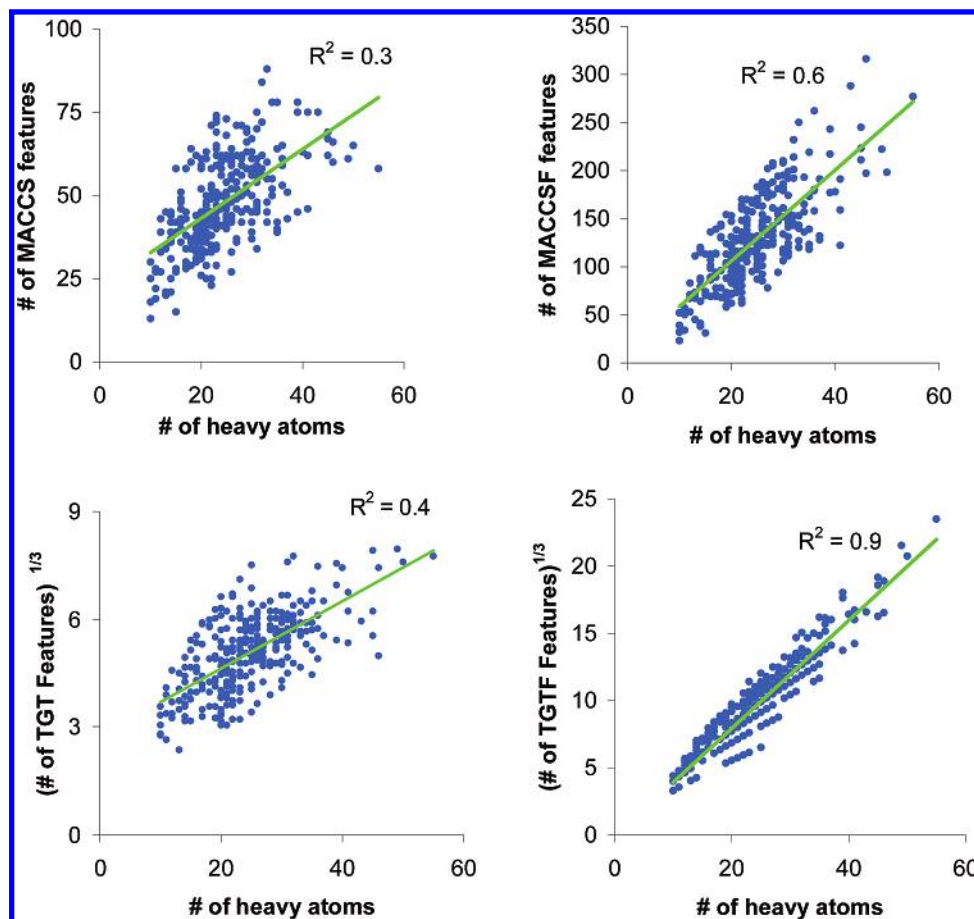 100
75
50
25
0
# of MACCS features
R² = 0.3
0 20 40 60
# of heavy atoms
350
300
250
200
150
100
50
0
# of MACCSF features
R² = 0.6
0 20 40 60
# of heavy atoms
9
6
3
0
(# of TGT Features) ^1/3
R² = 0.4
0 20 40 60
# of heavy atoms
25
20
15
10
5
0
(# of TGTF Features)^1/3
R² = 0.9
0 20 40 60
# of heavy atoms